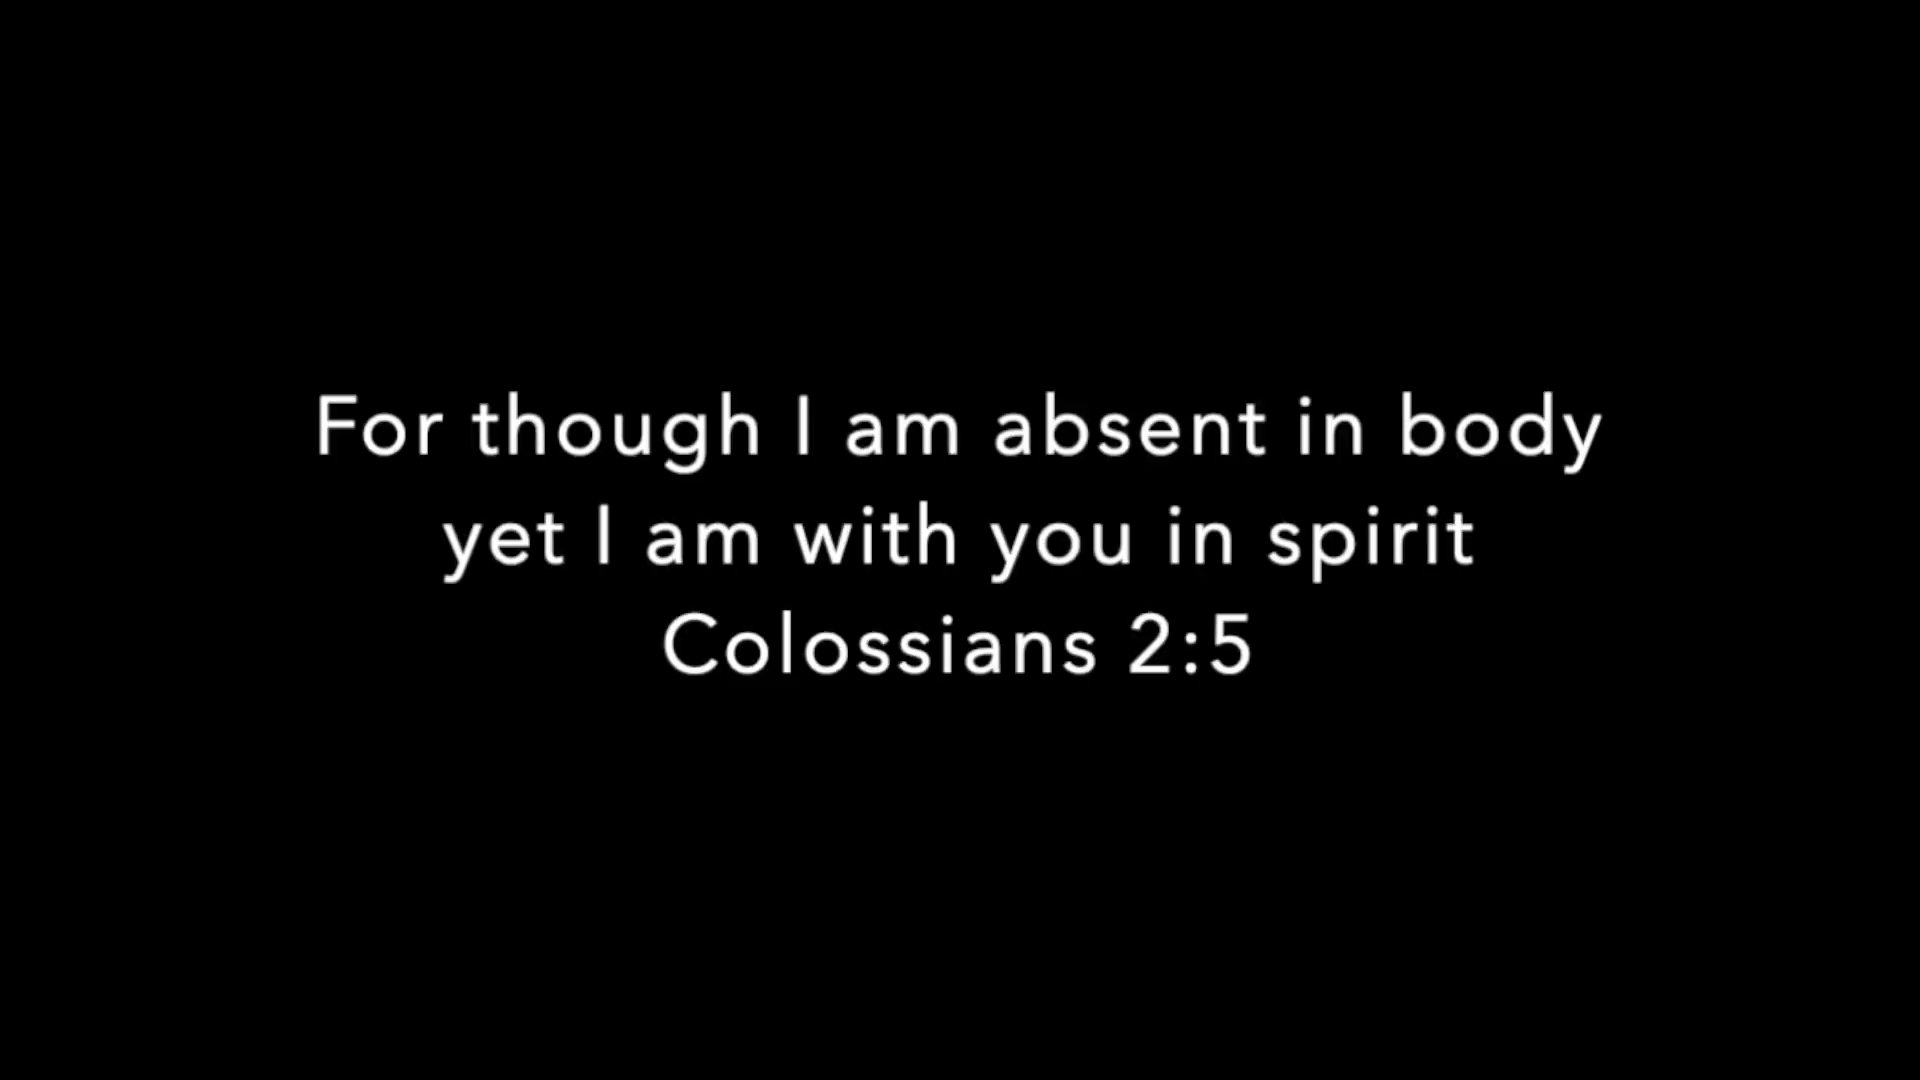 For though I am absent in body
yet I am with you in spirit
Colossians 2:5